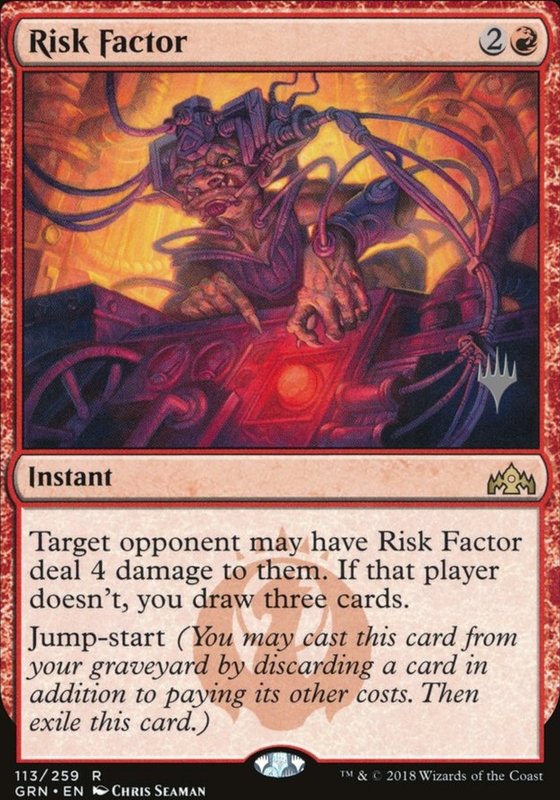 Risk Factor 2
Instant
Target opponent may have Risk Factor
deal 4 damage to them. If that player
doesn't, you draw three cards.
Jump-start (You may cast this card from
your graveyard by discarding a card in
addition to paying its other costs. Then
exile this card.)
113/259 R
GRN • EN Chris Seaman
™ & © 2018 Wizards of the Coast